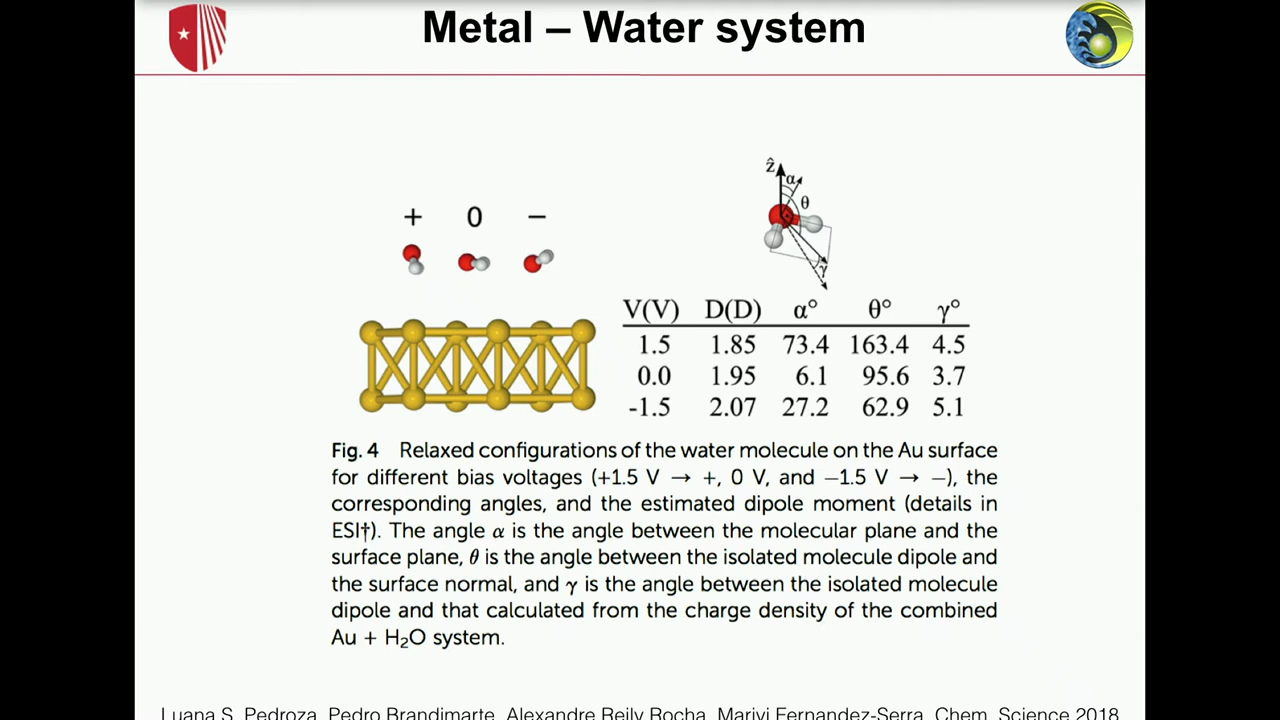 Metal – Water system
+ 0 −
ẑ
α
θ
γ
V(V) D(D) α° θ° γ°
1.5 1.85 73.4 163.4 4.5
0.0 1.95 6.1 95.6 3.7
-1.5 2.07 27.2 62.9 5.1
Fig. 4 Relaxed configurations of the water molecule on the Au surface
for different bias voltages (+1.5 V → +, 0 V, and −1.5 V → −), the
corresponding angles, and the estimated dipole moment (details in
ESI†). The angle α is the angle between the molecular plane and the
surface plane, θ is the angle between the isolated molecule dipole and
the surface normal, and γ is the angle between the isolated molecule
dipole and that calculated from the charge density of the combined
Au + H₂O system.
Luana S. Pedroza, Pedro Brandimarte, Alexandre Reily Rocha, Marivi Fernandez-Serra, Chem. Science 2018